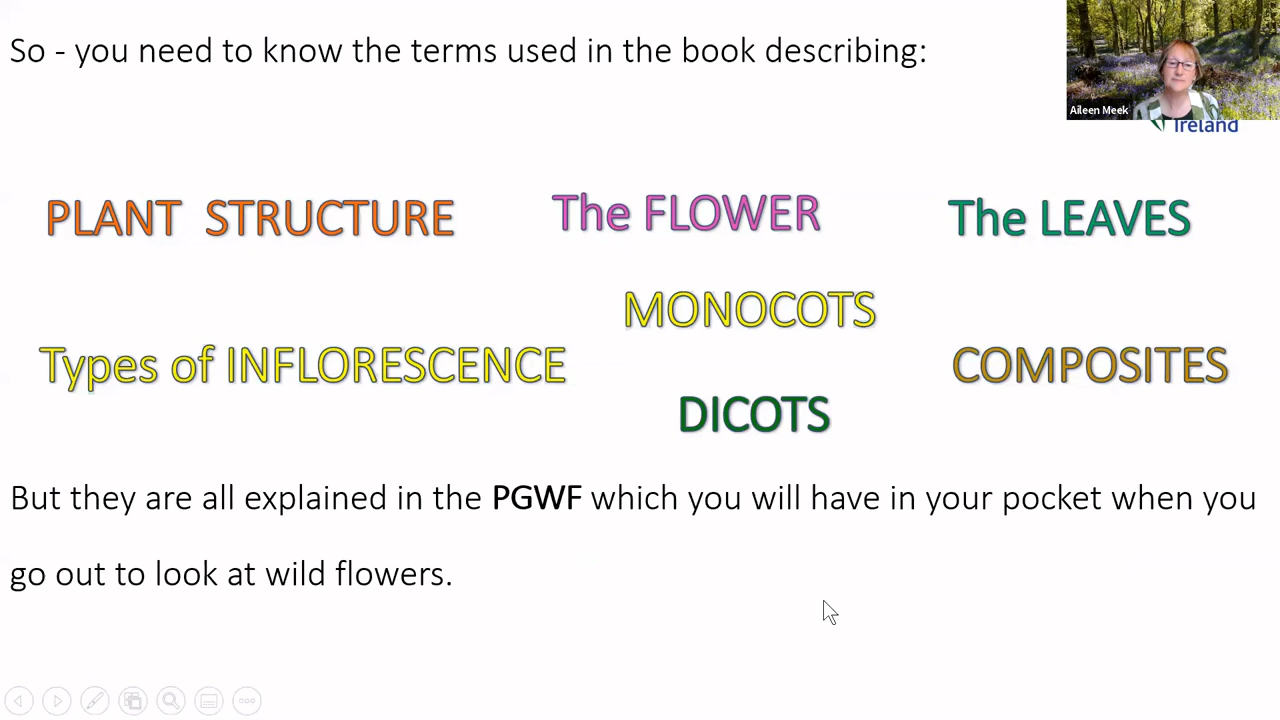 So - you need to know the terms used in the book describing:
Aileen Meek
Ireland
PLANT STRUCTURE
The FLOWER
The LEAVES
MONOCOTS
Types of INFLORESCENCE
COMPOSITES
DICOTS
But they are all explained in the PGWF which you will have in your pocket when you
go out to look at wild flowers.